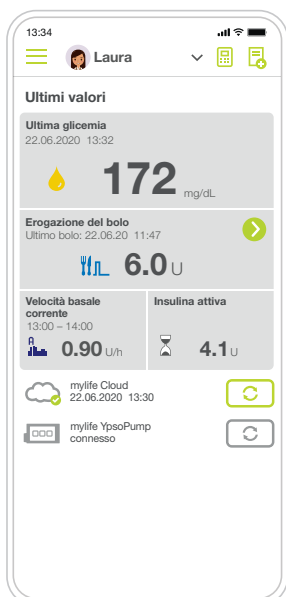 13:34
Laura
Ultimi valori
Ultima glicemia
22.06.2020 13:32
172 mg/dL
Erogazione del bolo
Ultimo bolo: 22.06.20 11:47
6.0 U
Velocità basale
corrente
13:00 – 14:00
A
0.90 U/h
Insulina attiva
4.1 U
mylife Cloud
22.06.2020 13:30
mylife YpsoPump
connesso